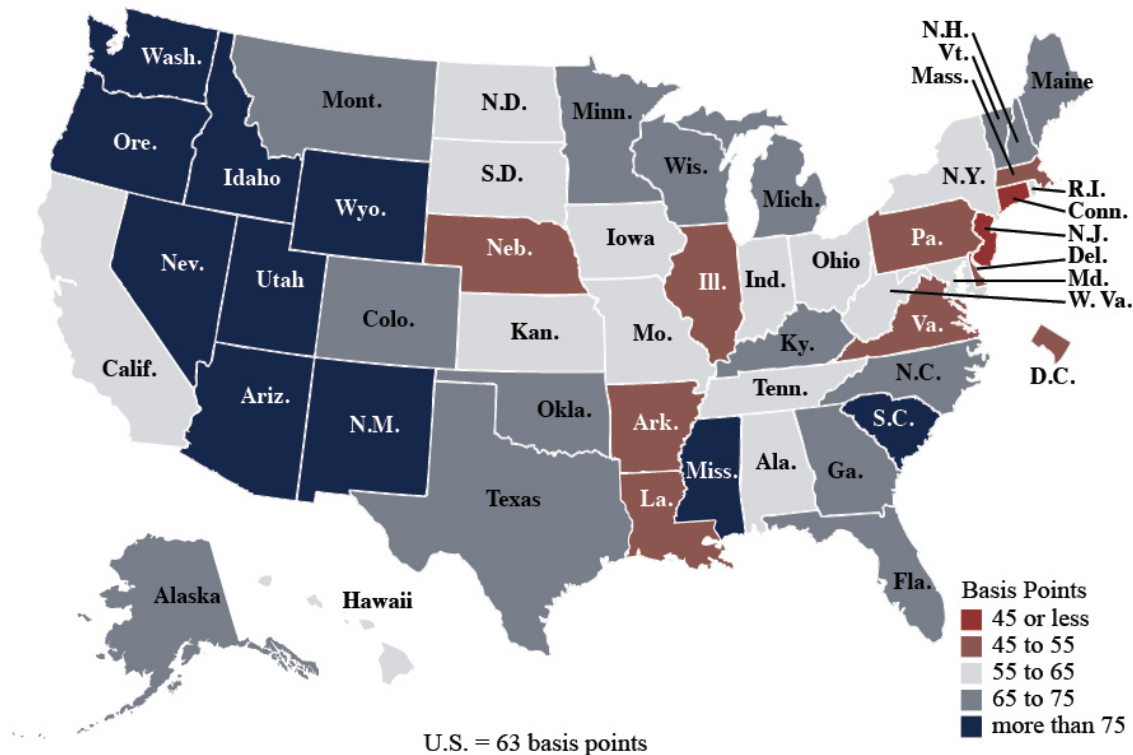 N.H.
Vt.
Mass.
Maine
Wash.
Mont.
N.D.
Minn.
Ore.
Idaho
S.D.
Wis.
Mich.
N.Y.
R.I.
Conn.
N.J.
Del.
Md.
W. Va.
Wyo.
Neb.
Iowa
Pa.
Nev.
Utah
Colo.
Ill.
Ind.
Ohio
Calif.
Kan.
Mo.
Ky.
Va.
D.C.
Ariz.
N.M.
Okla.
Ark.
Tenn.
N.C.
S.C.
Texas
La.
Miss.
Ala.
Ga.
Fla.
Alaska
Hawaii
Basis Points
45 or less
45 to 55
55 to 65
65 to 75
more than 75
U.S. = 63 basis points